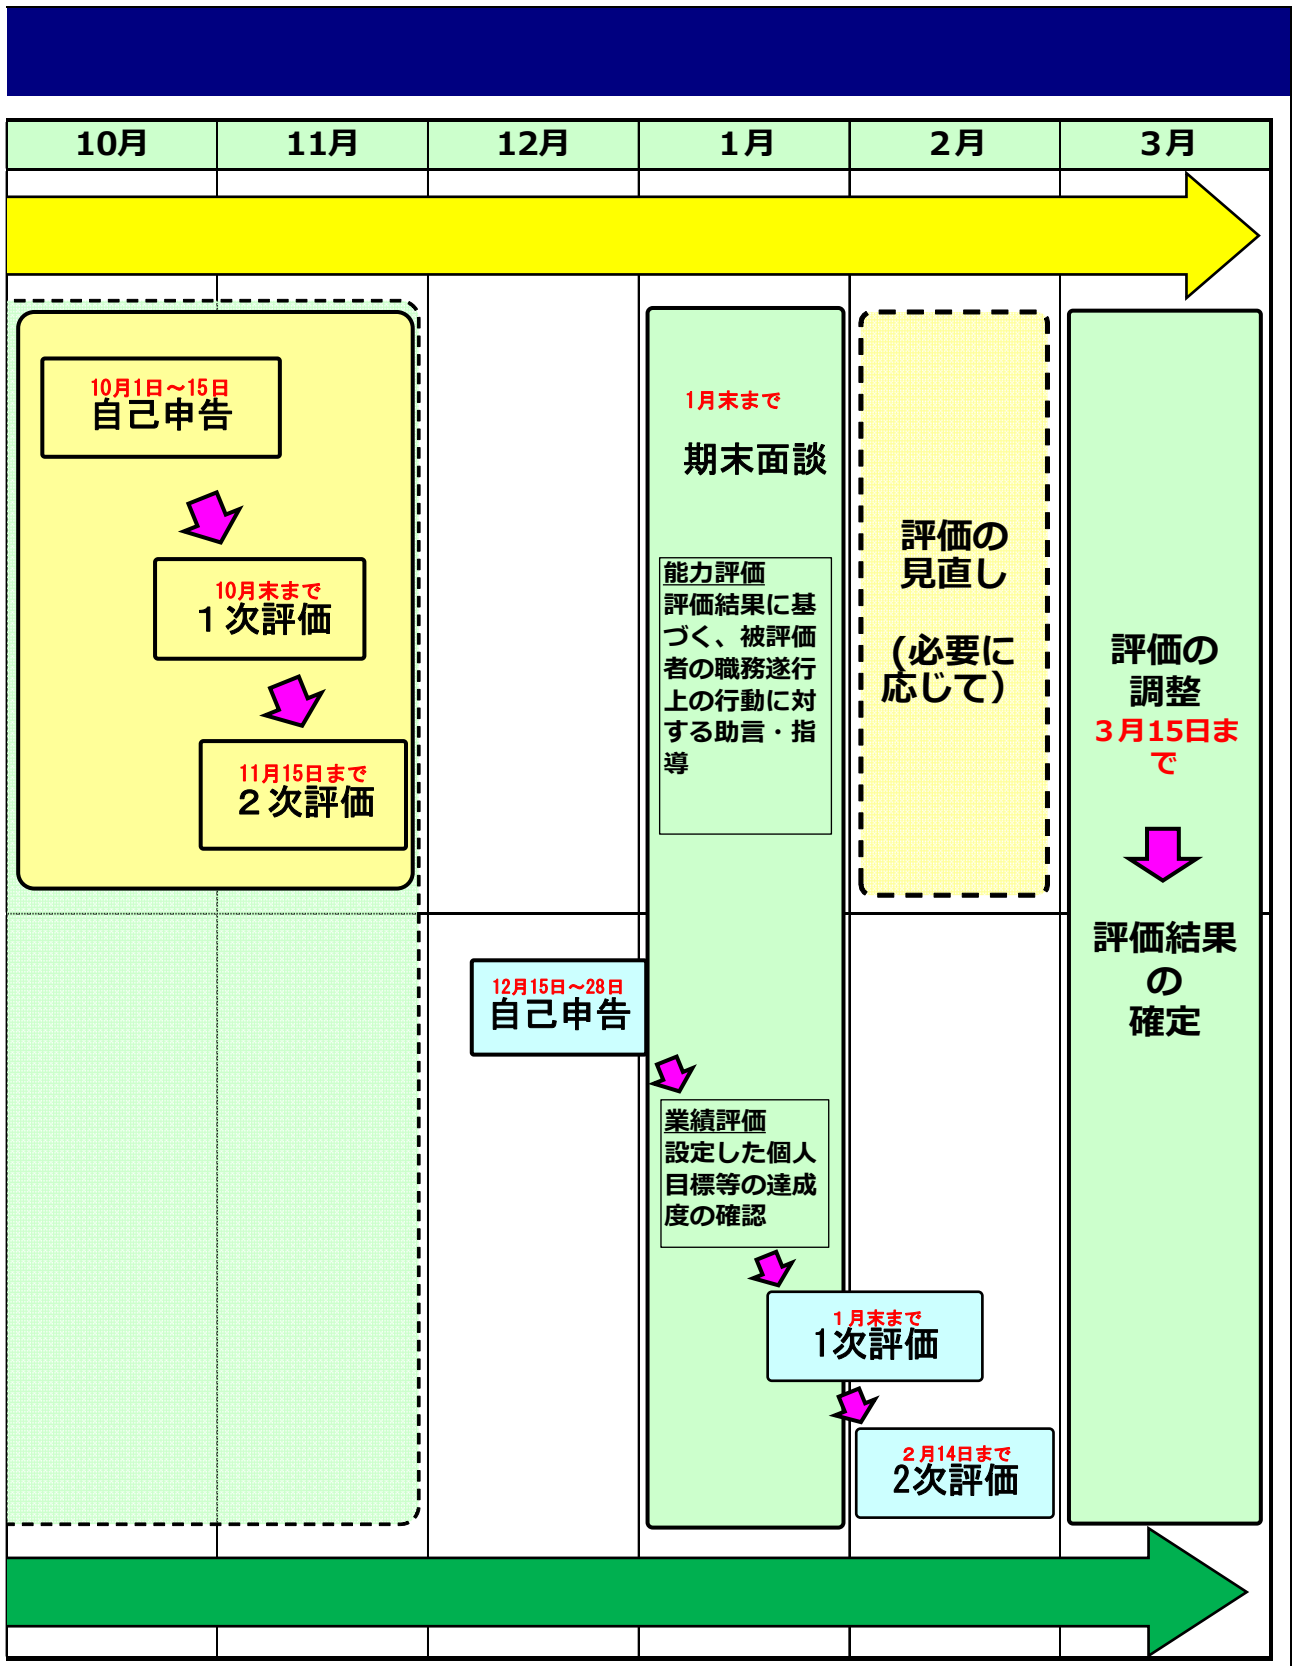 10月 11月 12月 1月 2月 3月
10月1日～15日
自己申告
10月末まで
1次評価
11月15日まで
2次評価
1月末まで
期末面談
能力評価
評価結果に基
づく、被評価
者の職務遂行
上の行動に対
する助言・指
導
評価の
見直し
(必要に
応じて）
評価の
調整
３月15日ま
で
評価結果
の
確定
12月15日～28日
自己申告
業績評価
設定した個人
目標等の達成
度の確認
１月末まで
1次評価
２月14日まで
2次評価